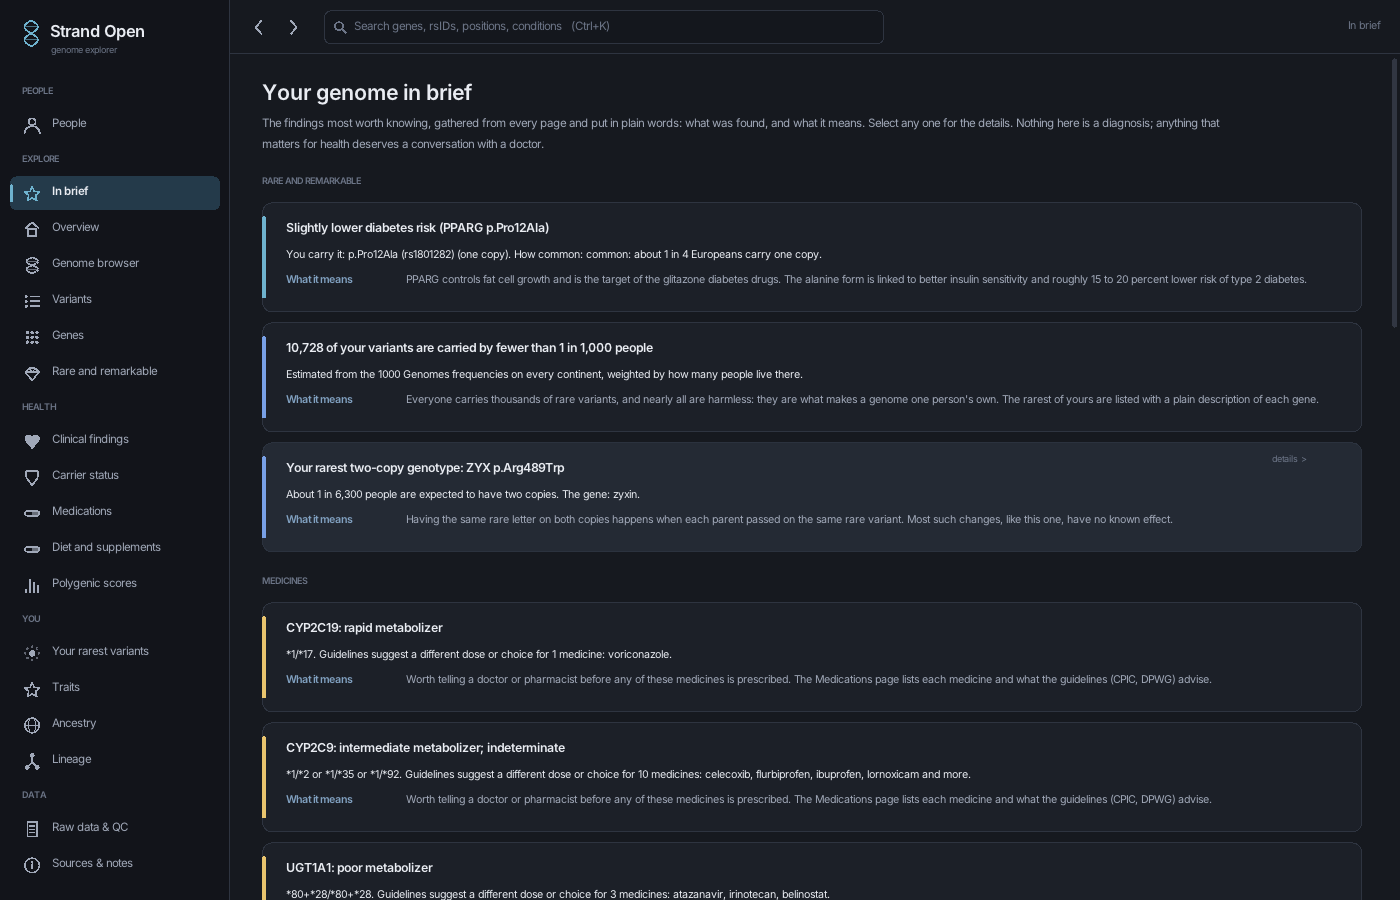 Strand Open
genome explorer
PEOPLE
People
EXPLORE
In brief
Overview
Genome browser
Variants
Genes
Rare and remarkable
HEALTH
Clinical findings
Carrier status
Medications
Diet and supplements
Polygenic scores
YOU
Your rarest variants
Traits
Ancestry
Lineage
DATA
Raw data & QC
Sources & notes
Search genes, rsIDs, positions, conditions (Ctrl+K)
In brief
Your genome in brief
The findings most worth knowing, gathered from every page and put in plain words: what was found, and what it means. Select any one for the details. Nothing here is a diagnosis; anything that
matters for health deserves a conversation with a doctor.
RARE AND REMARKABLE
Slightly lower diabetes risk (PPARG p.Pro12Ala)
You carry it: p.Pro12Ala (rs1801282) (one copy). How common: common: about 1 in 4 Europeans carry one copy.
What it means PPARG controls fat cell growth and is the target of the glitazone diabetes drugs. The alanine form is linked to better insulin sensitivity and roughly 15 to 20 percent lower risk of type 2 diabetes.
10,728 of your variants are carried by fewer than 1 in 1,000 people
Estimated from the 1000 Genomes frequencies on every continent, weighted by how many people live there.
What it means Everyone carries thousands of rare variants, and nearly all are harmless: they are what makes a genome one person's own. The rarest of yours are listed with a plain description of each gene.
Your rarest two-copy genotype: ZYX p.Arg489Trp
details >
About 1 in 6,300 people are expected to have two copies. The gene: zyxin.
What it means Having the same rare letter on both copies happens when each parent passed on the same rare variant. Most such changes, like this one, have no known effect.
MEDICINES
CYP2C19: rapid metabolizer
*1/*17. Guidelines suggest a different dose or choice for 1 medicine: voriconazole.
What it means Worth telling a doctor or pharmacist before any of these medicines is prescribed. The Medications page lists each medicine and what the guidelines (CPIC, DPWG) advise.
CYP2C9: intermediate metabolizer; indeterminate
*1/*2 or *1/*35 or *1/*92. Guidelines suggest a different dose or choice for 10 medicines: celecoxib, flurbiprofen, ibuprofen, lornoxicam and more.
What it means Worth telling a doctor or pharmacist before any of these medicines is prescribed. The Medications page lists each medicine and what the guidelines (CPIC, DPWG) advise.
UGT1A1: poor metabolizer
*80+*28/*80+*28. Guidelines suggest a different dose or choice for 3 medicines: atazanavir, irinotecan, belinostat.